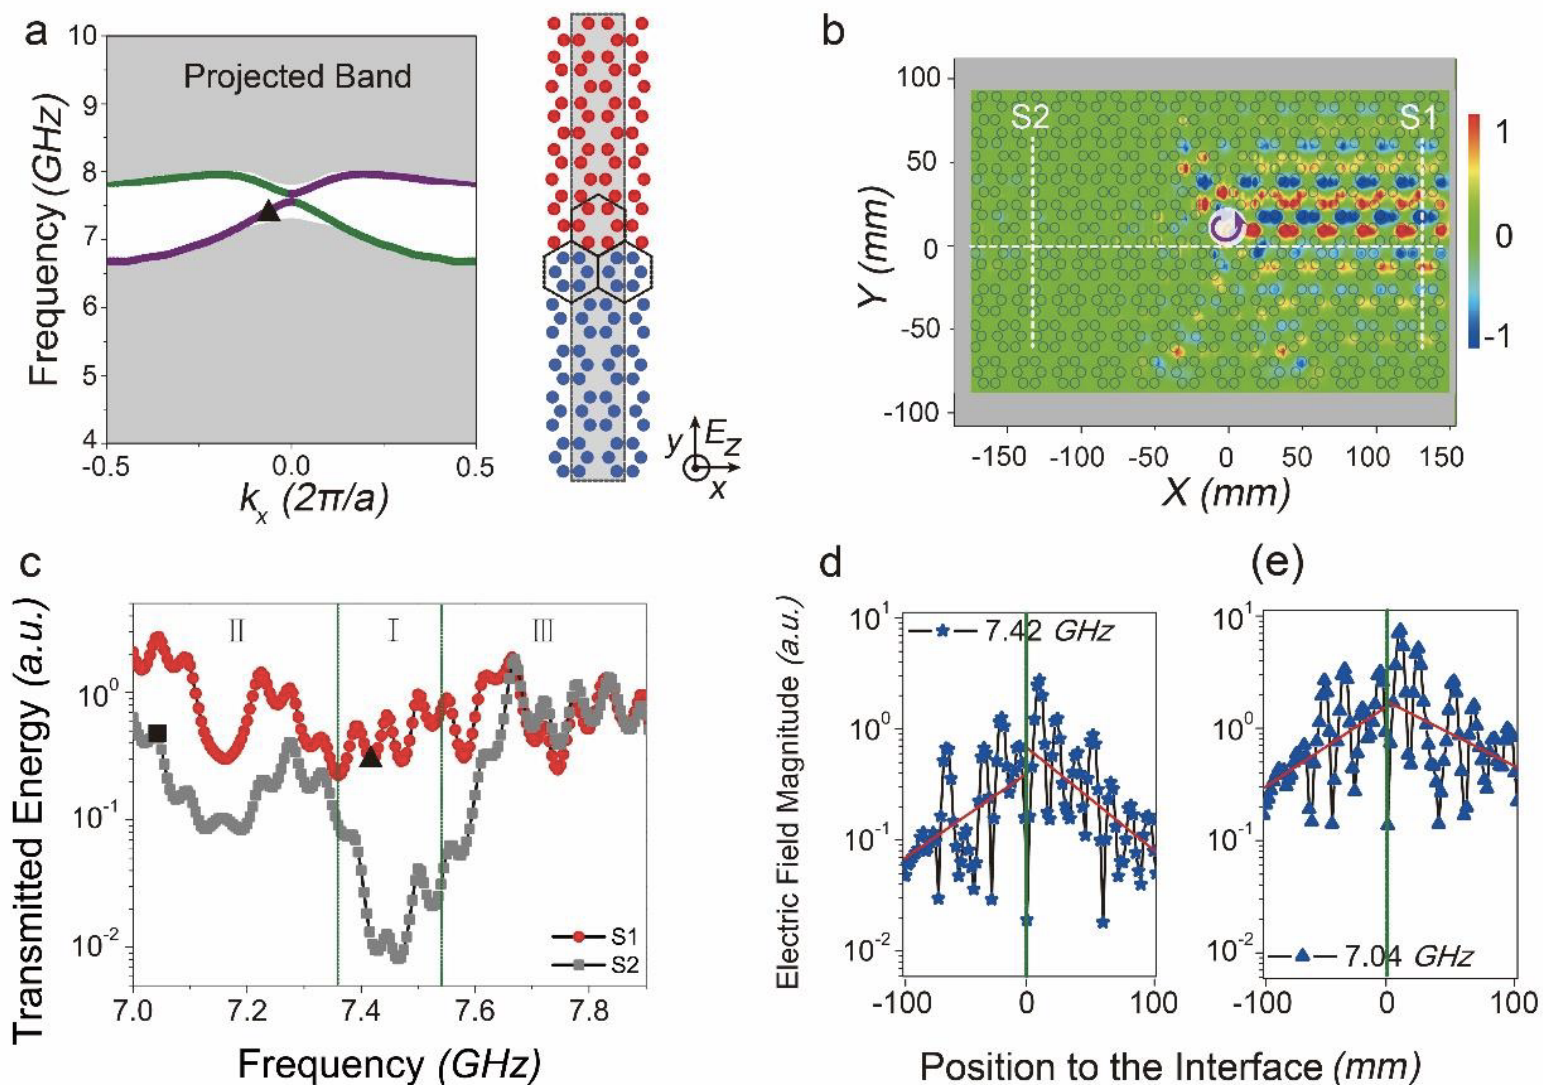 a
Projected Band
Frequency (GHz)
10
9
8
7
6
5
4
-0.5
0.0
0.5
kx (2π/a)
y
Ez
x
b
S2
S1
Y (mm)
100
50
0
-50
-100
-150
-100
-50
0
50
100
150
X (mm)
1
0
-1
c
Transmitted Energy (a.u.)
II
I
III
10^0
10^-1
10^-2
S1
S2
7.0
7.2
7.4
7.6
7.8
Frequency (GHz)
d
Electric Field Magnitude (a.u.)
10^1
10^0
10^-1
10^-2
7.42 GHz
-100
0
100
(e)
10^1
10^0
10^-1
10^-2
7.04 GHz
-100
0
100
Position to the Interface (mm)